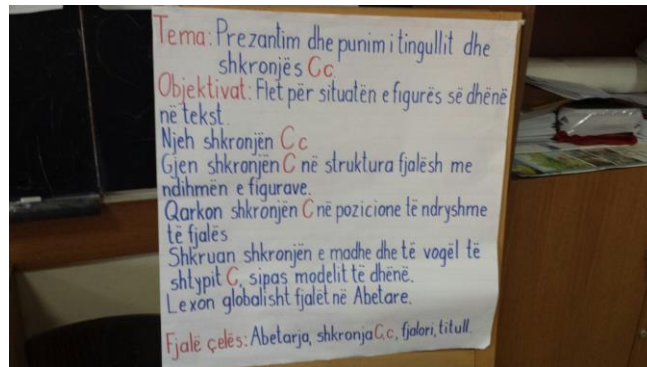 Tema: Prezantim dhe punim i tingullit dhe
shkronjës Cc.
Objektivat: Flet për situatën e figurës së dhënë
në tekst.
Njeh shkronjën Cc
Gjen shkronjën C në struktura fjalësh me
ndihmën e figurave.
Qarkon shkronjën C në pozicione të ndryshme
të fjalës
Shkruan shkronjën e madhe dhe të vogël të
shtypit C, sipas modelit të dhënë.
Lexon globalisht fjalët në Abetare.
Fjalë çelës: Abetarja, shkronja C,c, fjalori, titull.